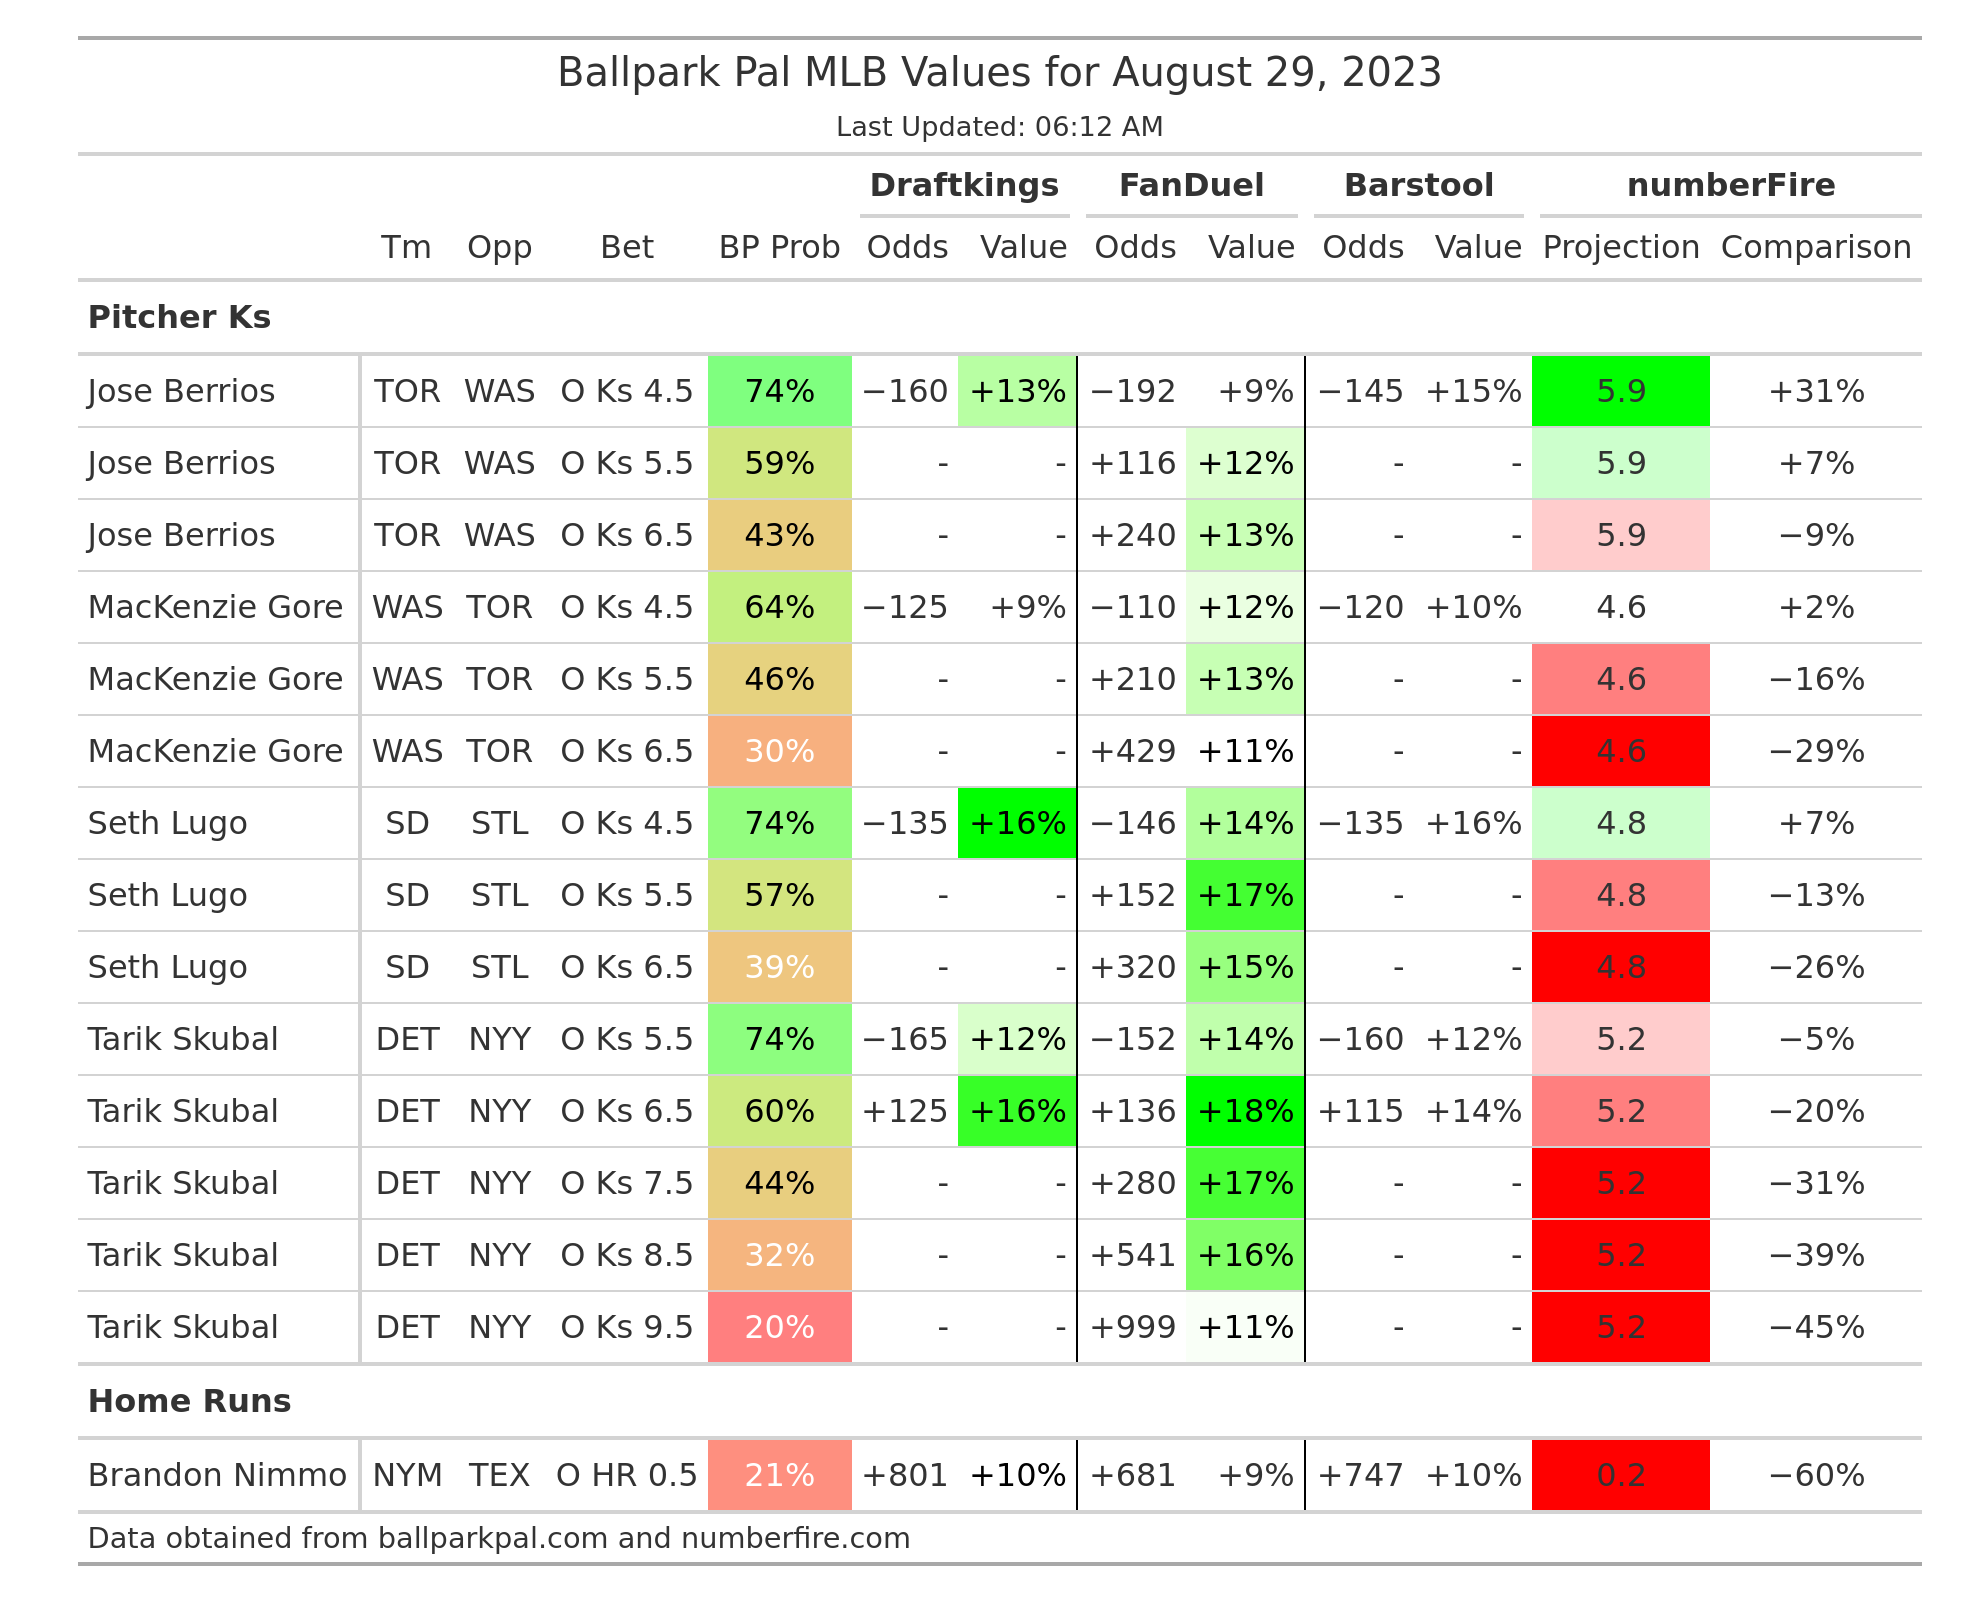 Ballpark Pal MLB Values for August 29, 2023
Last Updated: 06:12 AM
Draftkings FanDuel Barstool numberFire
Tm Opp Bet BP Prob Odds Value Odds Value Odds Value Projection Comparison
Pitcher Ks
Jose Berrios TOR WAS O Ks 4.5 74% −160 +13% −192 +9% −145 +15% 5.9 +31%
Jose Berrios TOR WAS O Ks 5.5 59% - - +116 +12% - - 5.9 +7%
Jose Berrios TOR WAS O Ks 6.5 43% - - +240 +13% - - 5.9 −9%
MacKenzie Gore WAS TOR O Ks 4.5 64% −125 +9% −110 +12% −120 +10% 4.6 +2%
MacKenzie Gore WAS TOR O Ks 5.5 46% - - +210 +13% - - 4.6 −16%
MacKenzie Gore WAS TOR O Ks 6.5 30% - - +429 +11% - - 4.6 −29%
Seth Lugo SD STL O Ks 4.5 74% −135 +16% −146 +14% −135 +16% 4.8 +7%
Seth Lugo SD STL O Ks 5.5 57% - - +152 +17% - - 4.8 −13%
Seth Lugo SD STL O Ks 6.5 39% - - +320 +15% - - 4.8 −26%
Tarik Skubal DET NYY O Ks 5.5 74% −165 +12% −152 +14% −160 +12% 5.2 −5%
Tarik Skubal DET NYY O Ks 6.5 60% +125 +16% +136 +18% +115 +14% 5.2 −20%
Tarik Skubal DET NYY O Ks 7.5 44% - - +280 +17% - - 5.2 −31%
Tarik Skubal DET NYY O Ks 8.5 32% - - +541 +16% - - 5.2 −39%
Tarik Skubal DET NYY O Ks 9.5 20% - - +999 +11% - - 5.2 −45%
Home Runs
Brandon Nimmo NYM TEX O HR 0.5 21% +801 +10% +681 +9% +747 +10% 0.2 −60%
Data obtained from ballparkpal.com and numberfire.com